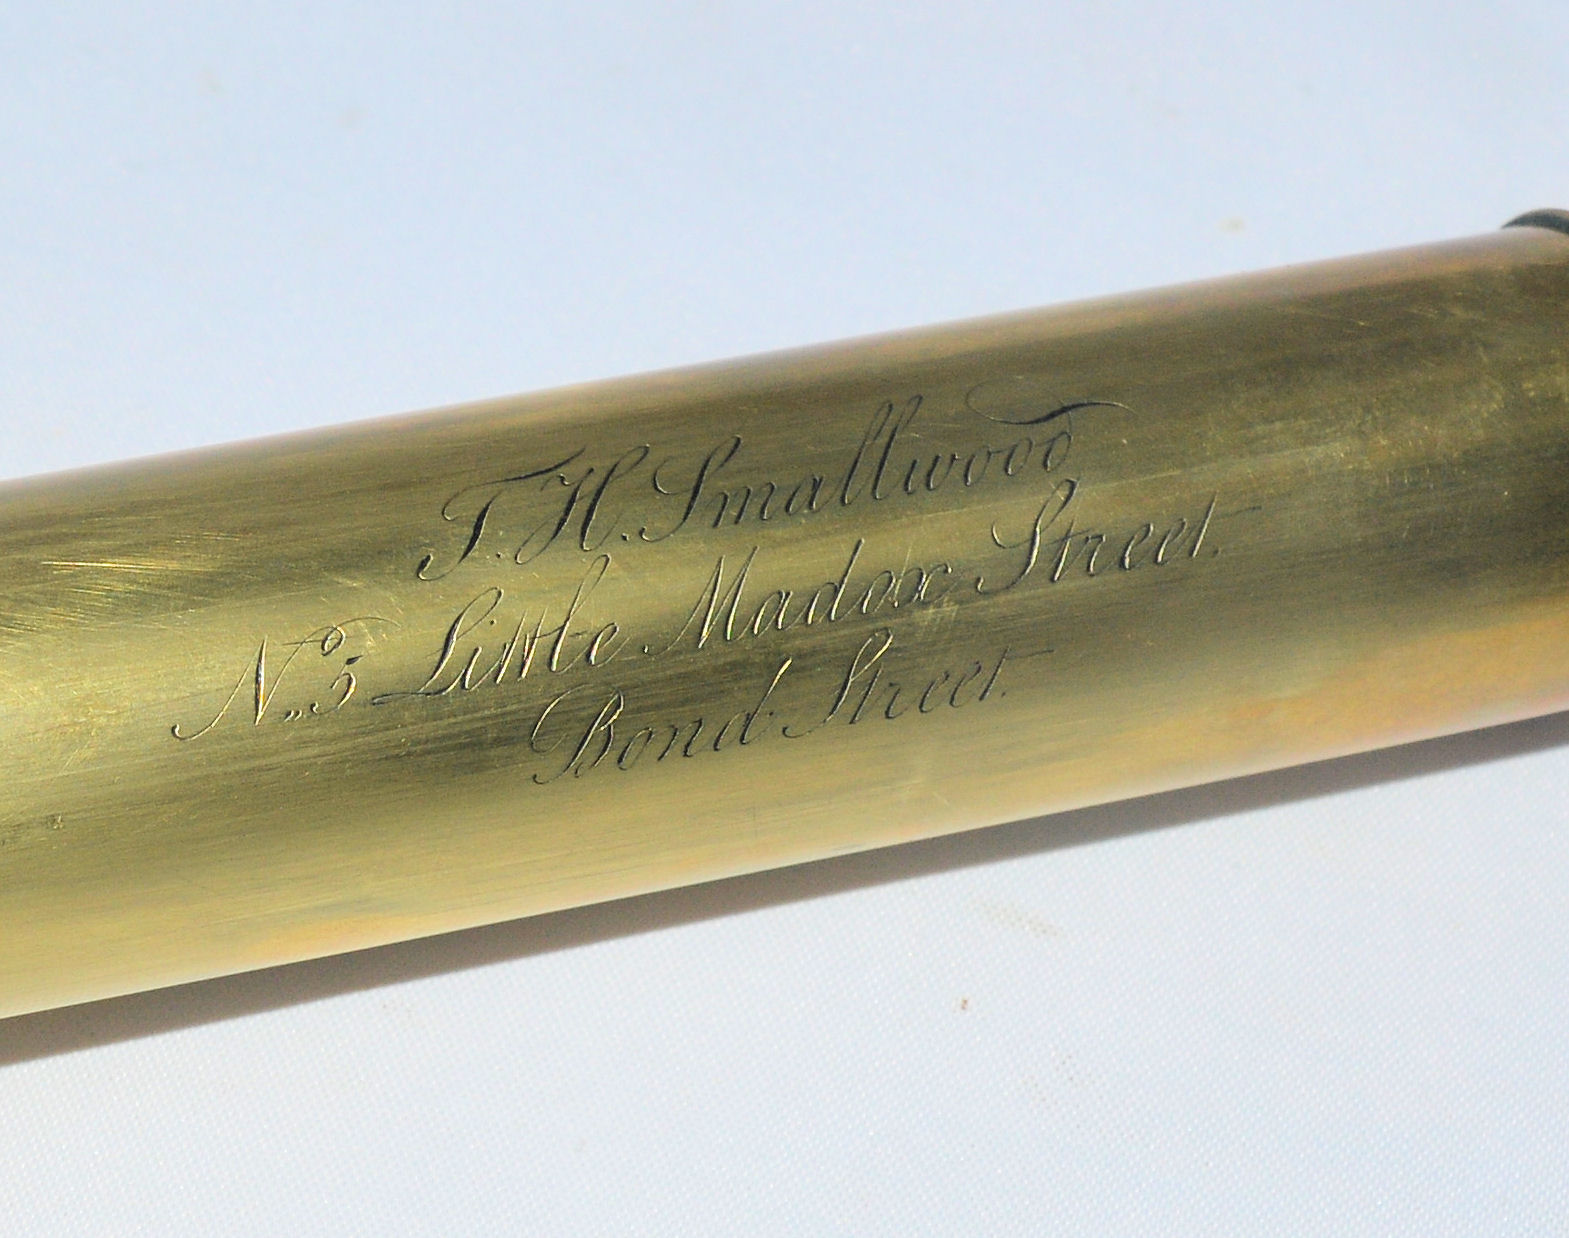 T. H. Smallwood
No. 5 Little Madox Street.
Bond Street.